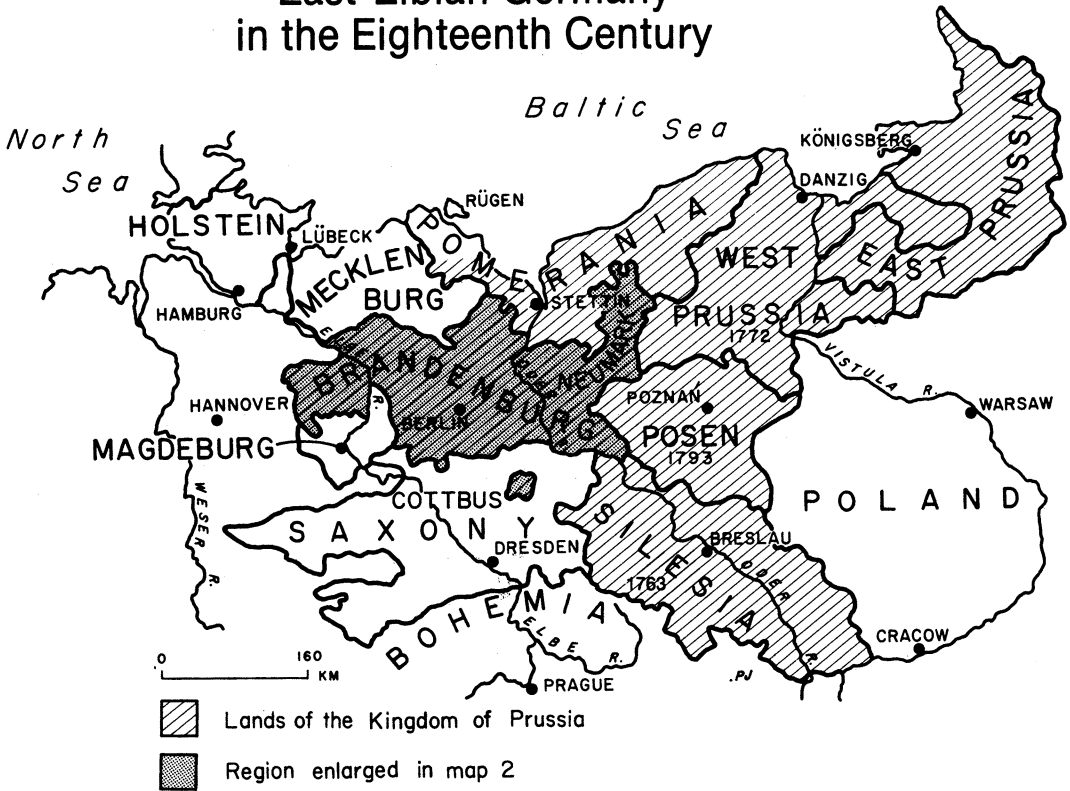 East-Elbian Germany
in the Eighteenth Century
Baltic
Sea
North
Sea
KÖNIGSBERG
PRUSSIA
DANZIG
RÜGEN
HOLSTEIN
LÜBECK
POMERANIA
WEST
EAST
MECKLEN
BURG
STETTIN
HAMBURG
PRUSSIA
1772
ELBE
R.
BRANDENBURG
ODER
NEUMARK
VISTULA R.
HANNOVER
BERLIN
POZNAŃ
WARSAW
MAGDEBURG
POSEN
1793
WESER R.
COTTBUS
POLAND
SAXONY
SILESIA
BRESLAU
DRESDEN
1763
ODER
R.
BOHEMIA
ELBE R.
CRACOW
PRAGUE
.PJ
0 160
KM
Lands of the Kingdom of Prussia
Region enlarged in map 2